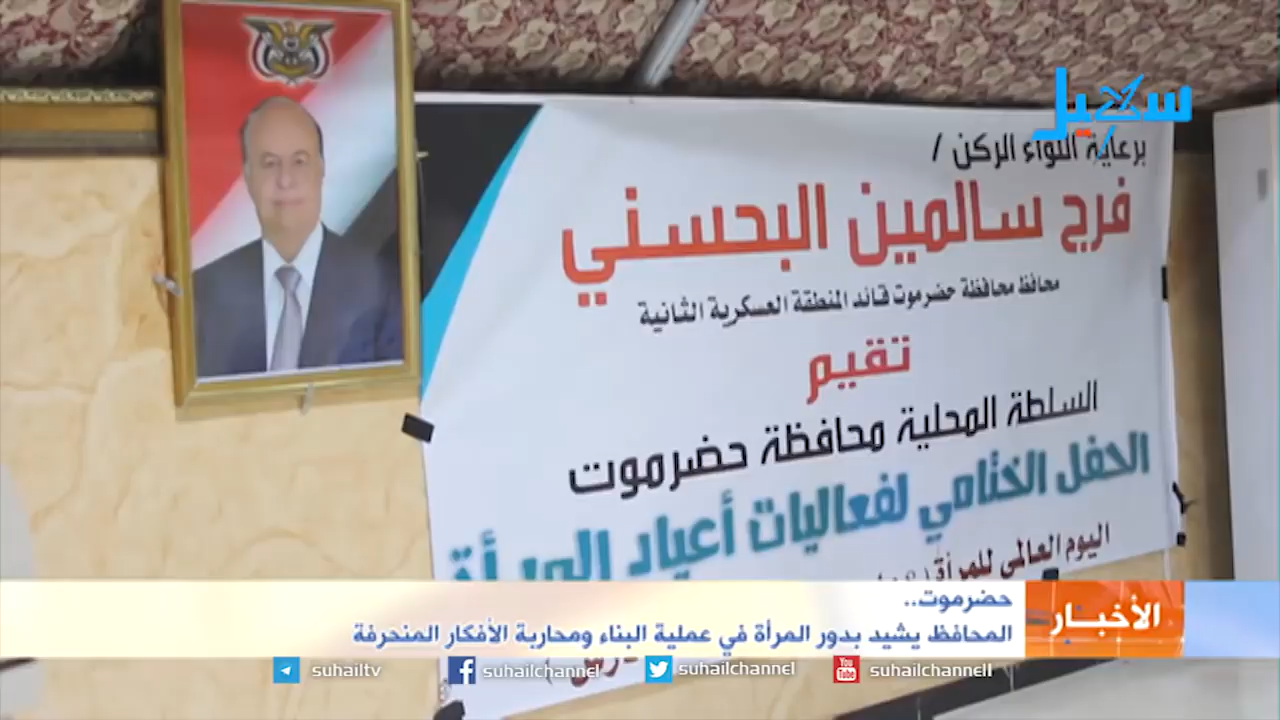 سهيل
برعاية اللواء الركن /
فرج سالمين البحسني
محافظ محافظة حضرموت قائد المنطقة العسكرية الثانية
تقيم
السلطة المحلية محافظة حضرموت
الحفل الختامي لفعاليات أعياد المرأة
اليوم العالمي للمرأة
الأخبار
حضرموت..
المحافظ يشيد بدور المرأة في عملية البناء ومحاربة الأفكار المنحرفة
suhailtv
suhailchannel
suhailchannel
You Tube suhailchannell